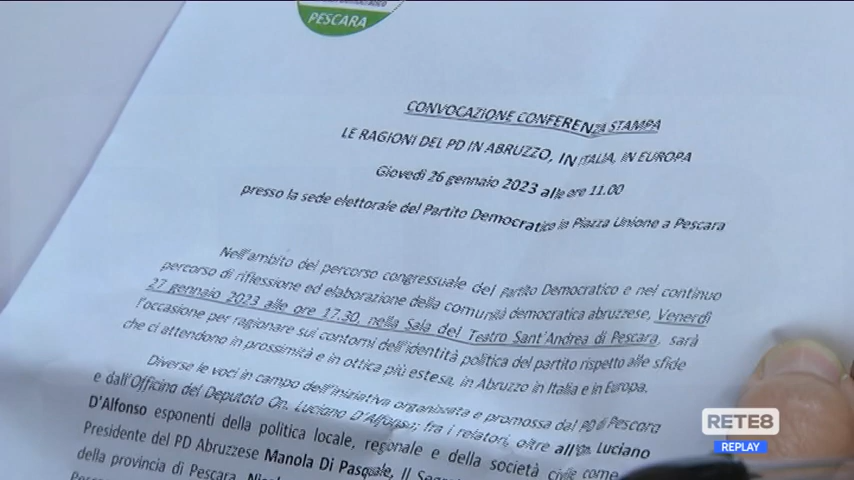 PESCARA
CONVOCAZIONE CONFERENZA STAMPA
LE RAGIONI DEL PD IN ABRUZZO, IN ITALIA, IN EUROPA
Giovedì 26 gennaio 2023 alle ore 11.00
presso la sede elettorale del Partito Democratico in Piazza Unione a Pescara
Nell'ambito del percorso congressuale del Partito Democratico e nel continuo
percorso di riflessione ed elaborazione della comunità democratica abruzzese, Venerdì
27 gennaio 2023 alle ore 17.30, nella Sala del Teatro Sant'Andrea di Pescara, sarà
l'occasione per ragionare sui contorni dell'identità politica del partito rispetto alle sfide
che ci attendono in prossimità e in ottica più estesa, in Abruzzo in Italia e in Europa.
Diverse le voci in campo dell'iniziativa organizzata e promossa dal PD di Pescara
e dall'Officina del Deputato On. Luciano D'Alfonso; fra i relatori, oltre all'On. Luciano
D'Alfonso esponenti della politica locale, regionale e della società civile come
Presidente del PD Abruzzese Manola Di Pasquale, Il
della provincia di Pescara,
RETE8
REPLAY